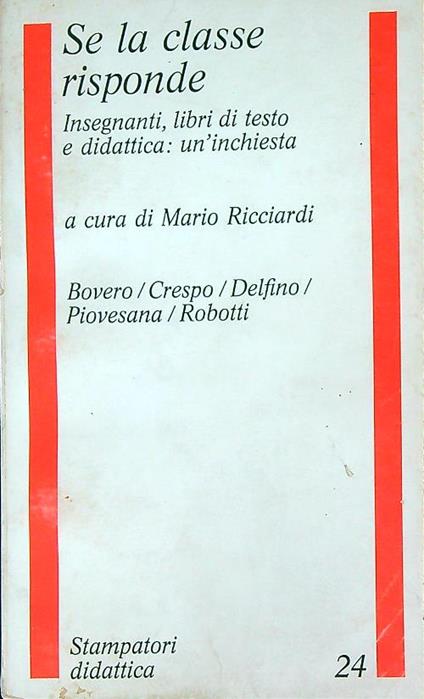 Se la classe
risponde
Insegnanti, libri di testo
e didattica: un'inchiesta
a cura di Mario Ricciardi
Bovero / Crespo / Delfino /
Piovesana / Robotti
Stampatori
didattica
24